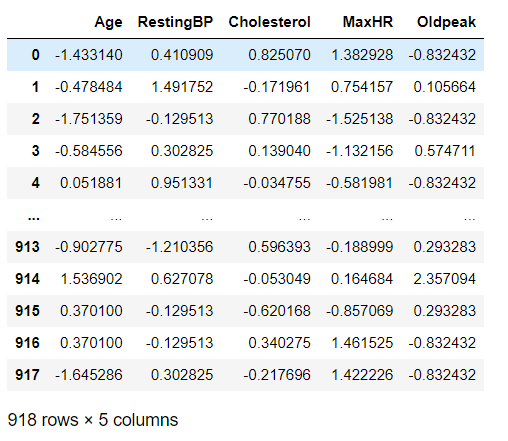 Age RestingBP Cholesterol MaxHR Oldpeak
0 -1.433140 0.410909 0.825070 1.382928 -0.832432
1 -0.478484 1.491752 -0.171961 0.754157 0.105664
2 -1.751359 -0.129513 0.770188 -1.525138 -0.832432
3 -0.584556 0.302825 0.139040 -1.132156 0.574711
4 0.051881 0.951331 -0.034755 -0.581981 -0.832432
... ... ... ... ... ...
913 -0.902775 -1.210356 0.596393 -0.188999 0.293283
914 1.536902 0.627078 -0.053049 0.164684 2.357094
915 0.370100 -0.129513 -0.620168 -0.857069 0.293283
916 0.370100 -0.129513 0.340275 1.461525 -0.832432
917 -1.645286 0.302825 -0.217696 1.422226 -0.832432
918 rows × 5 columns